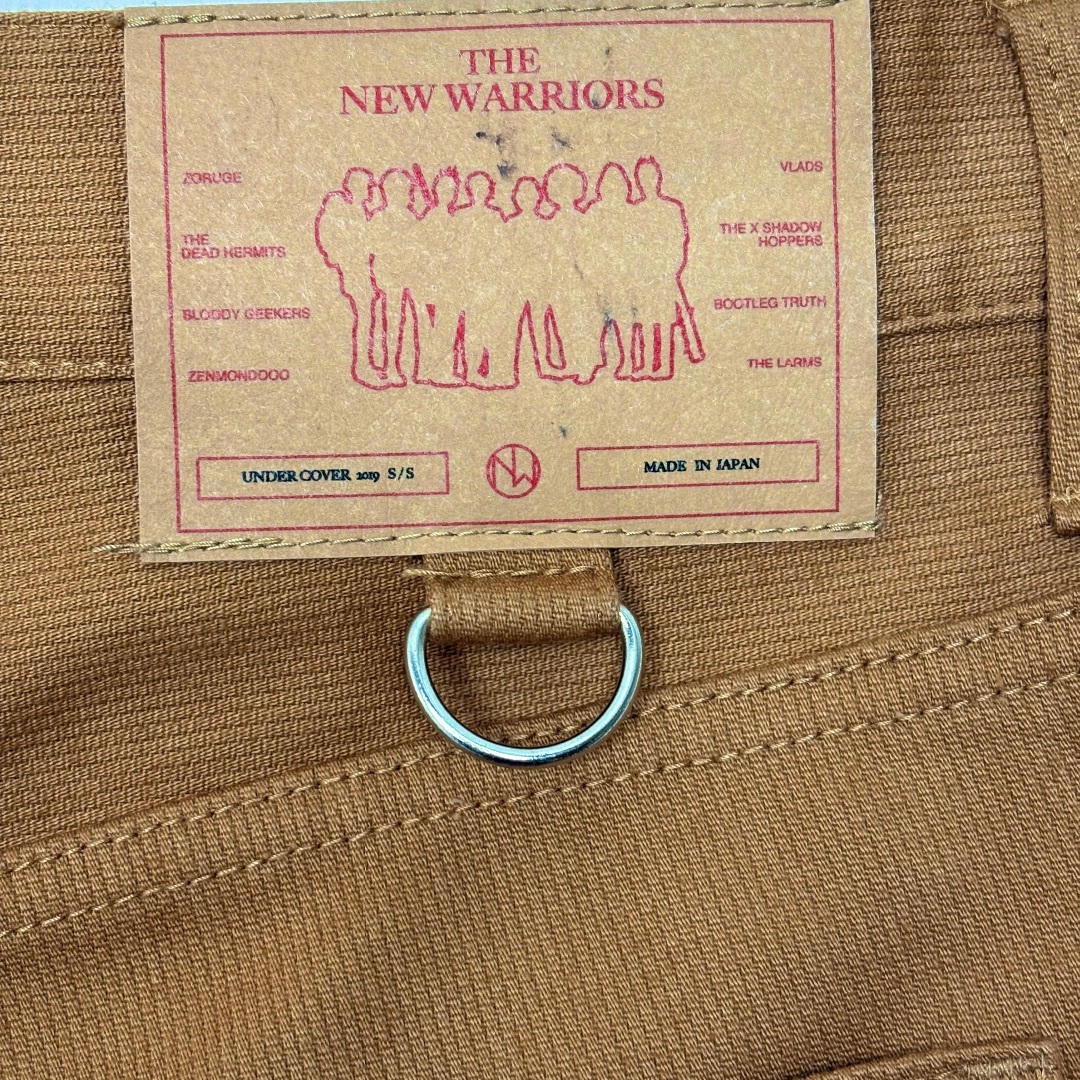 THE
NEW WARRIORS
ZORUGE
THE
DEAD HERMITS
BLOODY GEEKERS
ZENMONDOOO
VLADS
THE X SHADOW
HOPPERS
BOOTLEG TRUTH
THE LARMS
UNDER COVER 2019 S/S
NW
MADE IN JAPAN